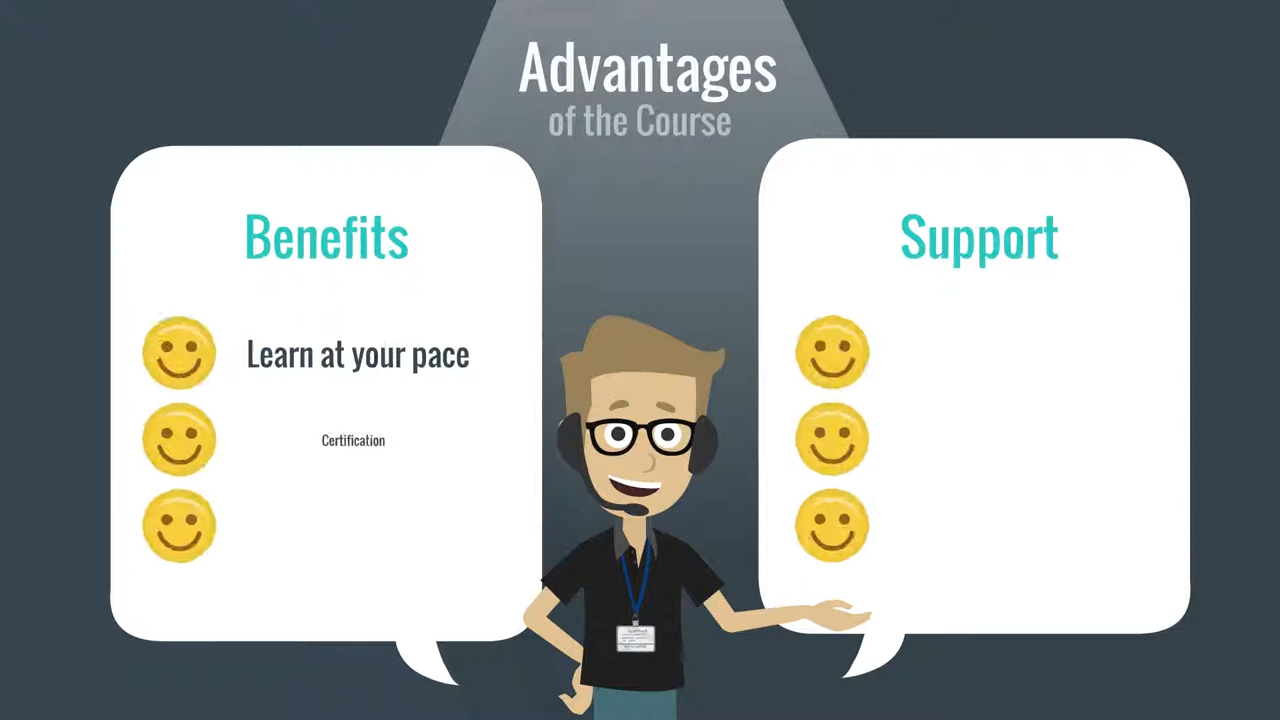 Advantages
of the Course
Benefits
Learn at your pace
Certification
Support